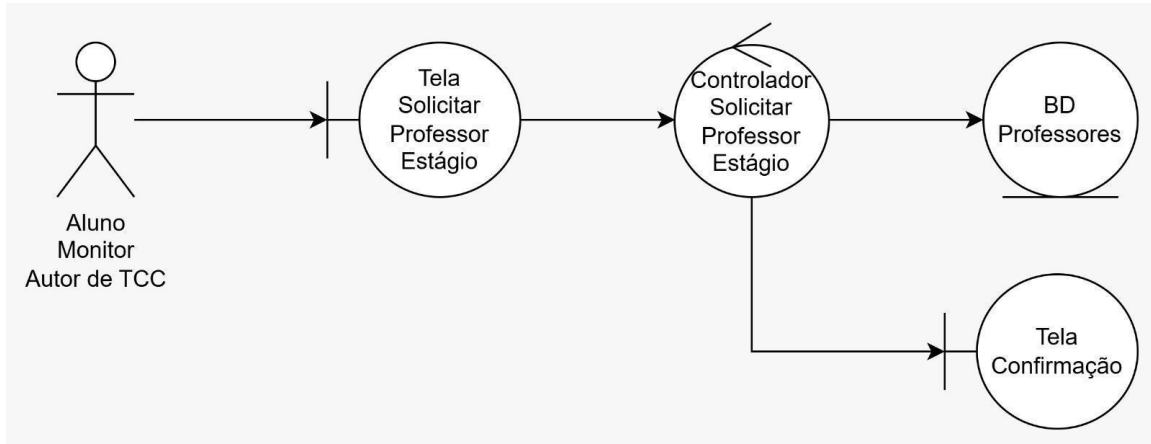 Aluno
Monitor
Autor de TCC
Tela
Solicitar
Professor
Estágio
Controlador
Solicitar
Professor
Estágio
BD
Professores
Tela
Confirmação